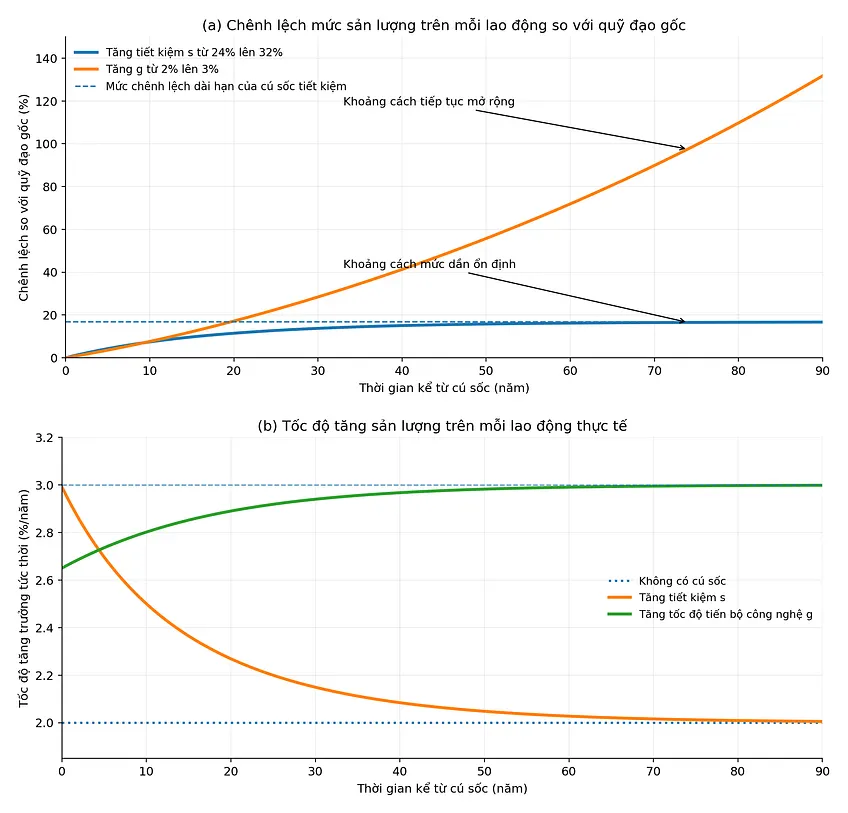 (a) Chênh lệch mức sản lượng trên mỗi lao động so với quỹ đạo gốc
Chênh lệch so với quỹ đạo gốc (%)
140
120
100
80
60
40
20
0
Tăng tiết kiệm s từ 24% lên 32%
Tăng g từ 2% lên 3%
Mức chênh lệch dài hạn của cú sốc tiết kiệm
Khoảng cách tiếp tục mở rộng
Khoảng cách mức dần ổn định
0 10 20 30 40 50 60 70 80 90
Thời gian kể từ cú sốc (năm)
(b) Tốc độ tăng sản lượng trên mỗi lao động thực tế
Tốc độ tăng trưởng tức thời (%/năm)
3.2
3.0
2.8
2.6
2.4
2.2
2.0
Không có cú sốc
Tăng tiết kiệm s
Tăng tốc độ tiến bộ công nghệ g
0 10 20 30 40 50 60 70 80 90
Thời gian kể từ cú sốc (năm)